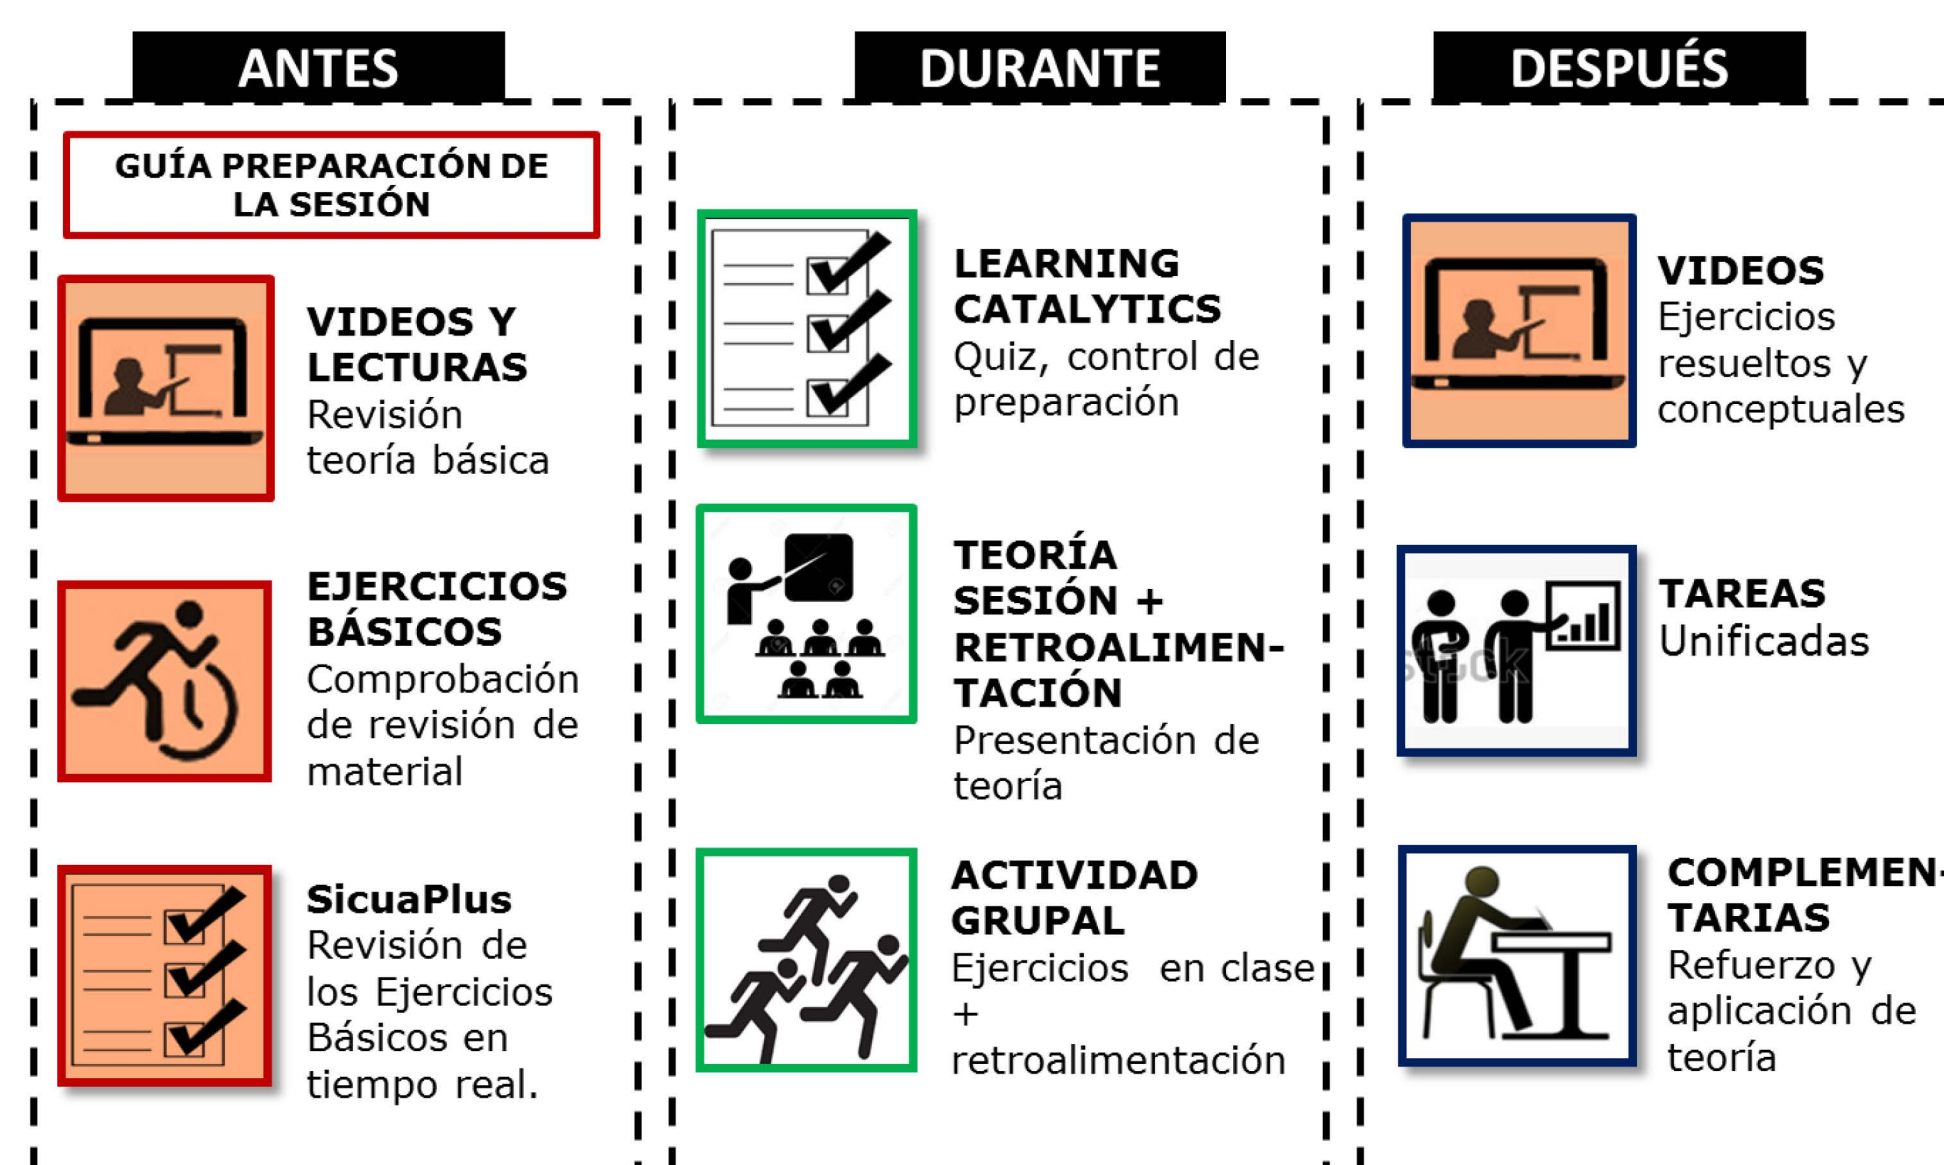 ANTES
GUÍA PREPARACIÓN DE
LA SESIÓN
VIDEOS Y
LECTURAS
Revisión
teoría básica
EJERCICIOS
BÁSICOS
Comprobación
de revisión de
material
SicuaPlus
Revisión de
los Ejercicios
Básicos en
tiempo real.
DURANTE
LEARNING
CATALYTICS
Quiz, control de
preparación
TEORÍA
SESIÓN +
RETROALIMEN-
TACIÓN
Presentación de
teoría
ACTIVIDAD
GRUPAL
Ejercicios en clase
+
retroalimentación
DESPUÉS
VIDEOS
Ejercicios
resueltos y
conceptuales
stock
TAREAS
Unificadas
COMPLEMEN-
TARIAS
Refuerzo y
aplicación de
teoría